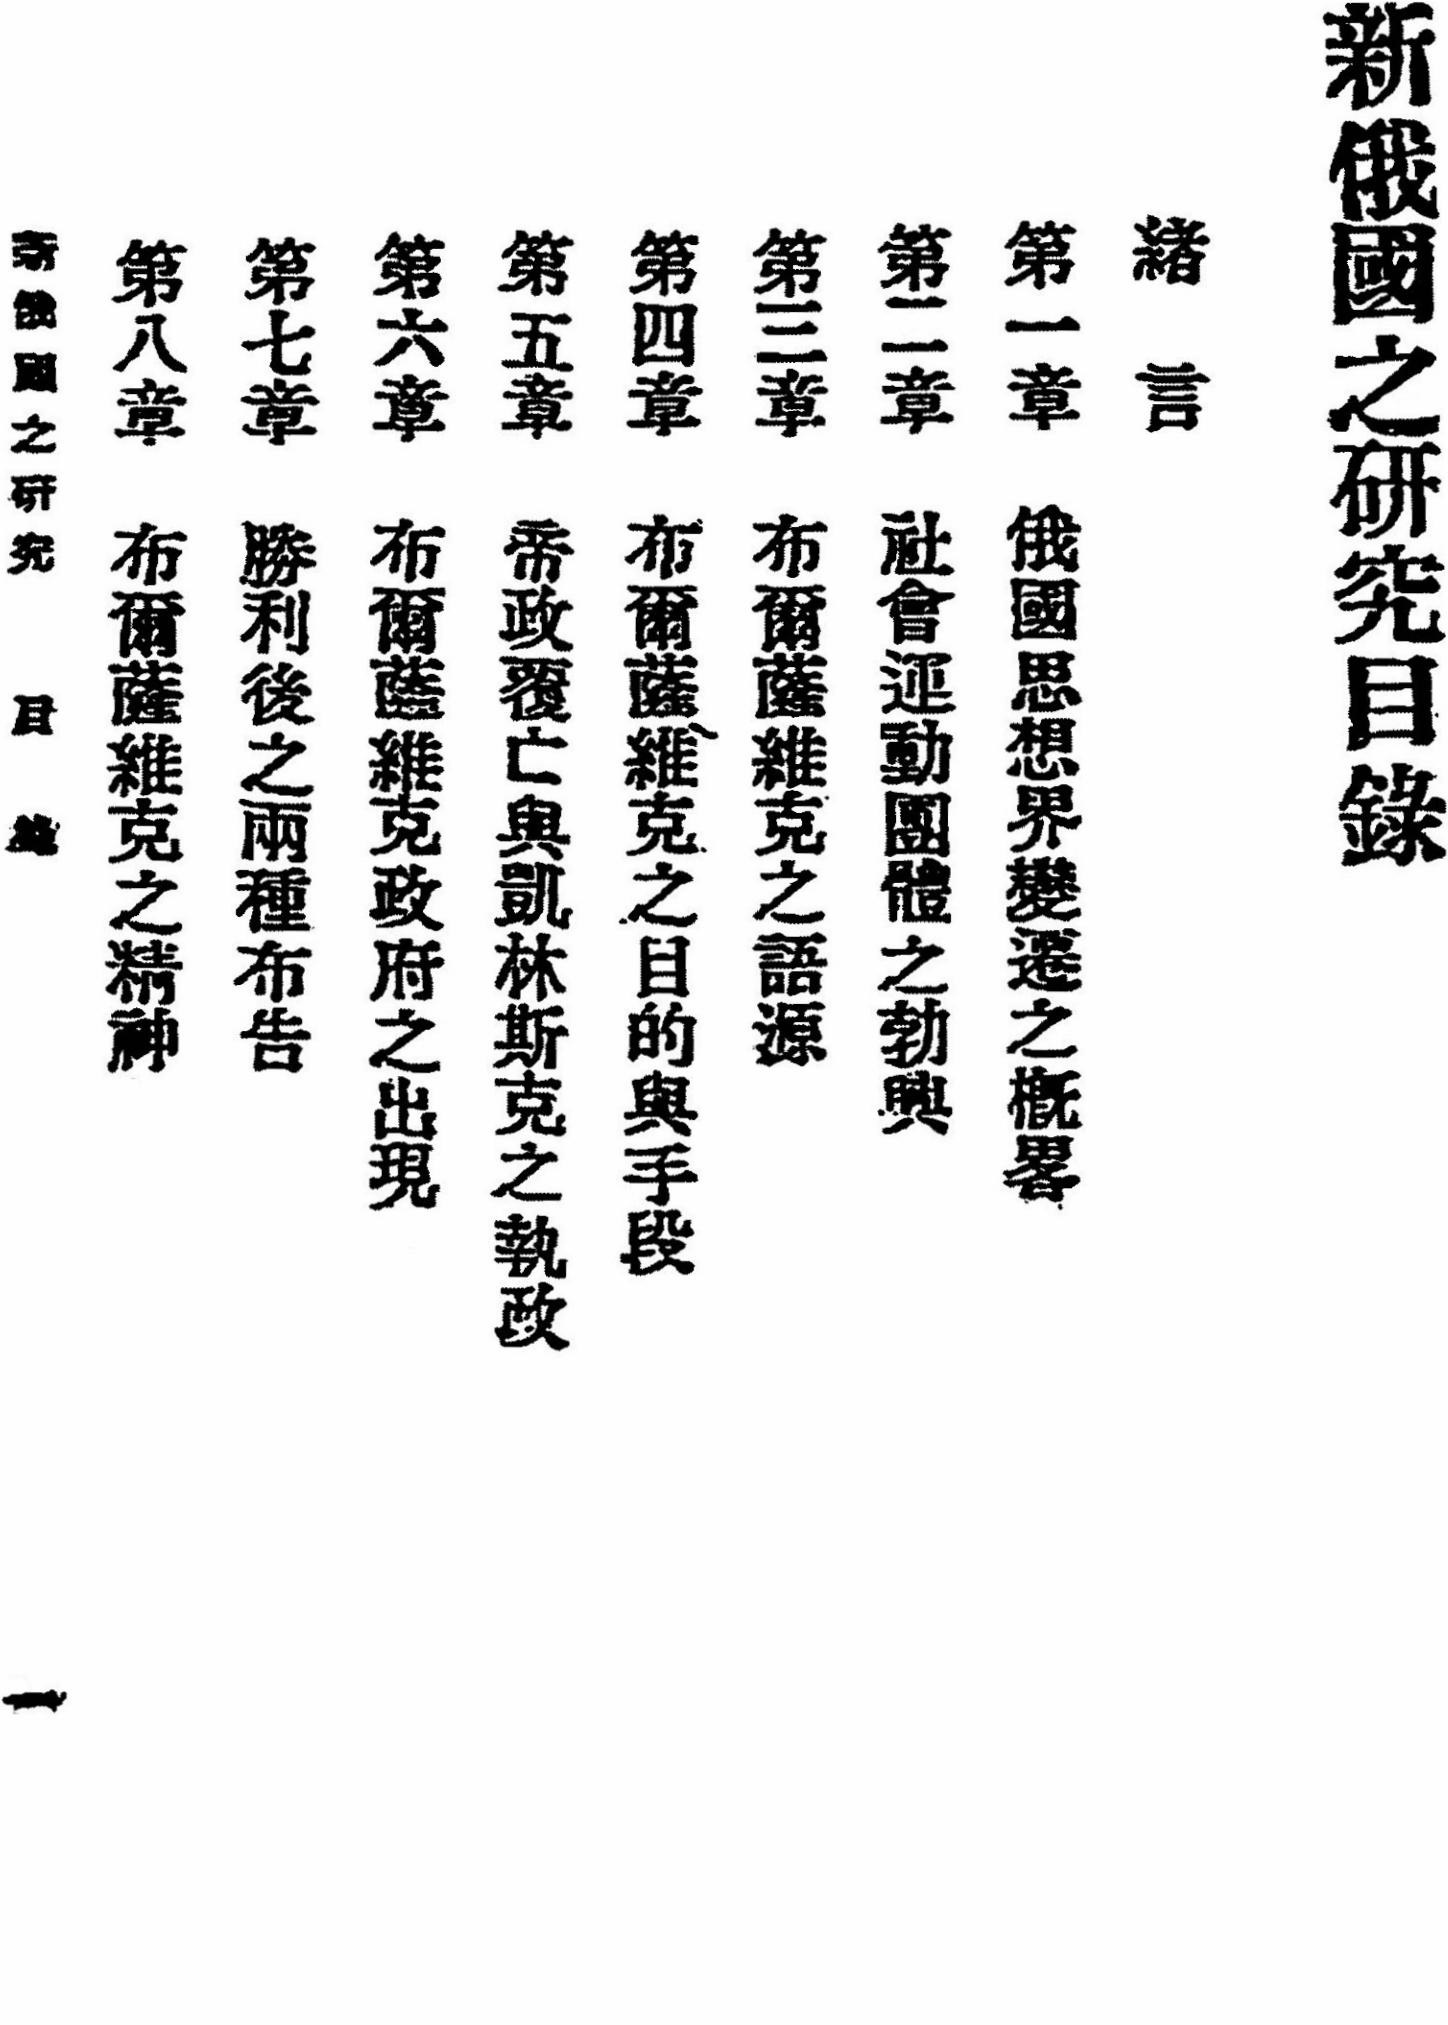 新俄國之研究目錄
緖言
第一章 俄國思想界變遷之概畧
第二章 社會運動團體之勃興
第三章 布爾薩維克之語源
第四章 布爾薩維克之目的與手段
第五章 帝政覆亡與凱林斯克之執政
第六章 布爾薩維克政府之出現
第七章 勝利後之兩種布告
第八章 布爾薩維克之精神
新俄國之研究 目錄 一